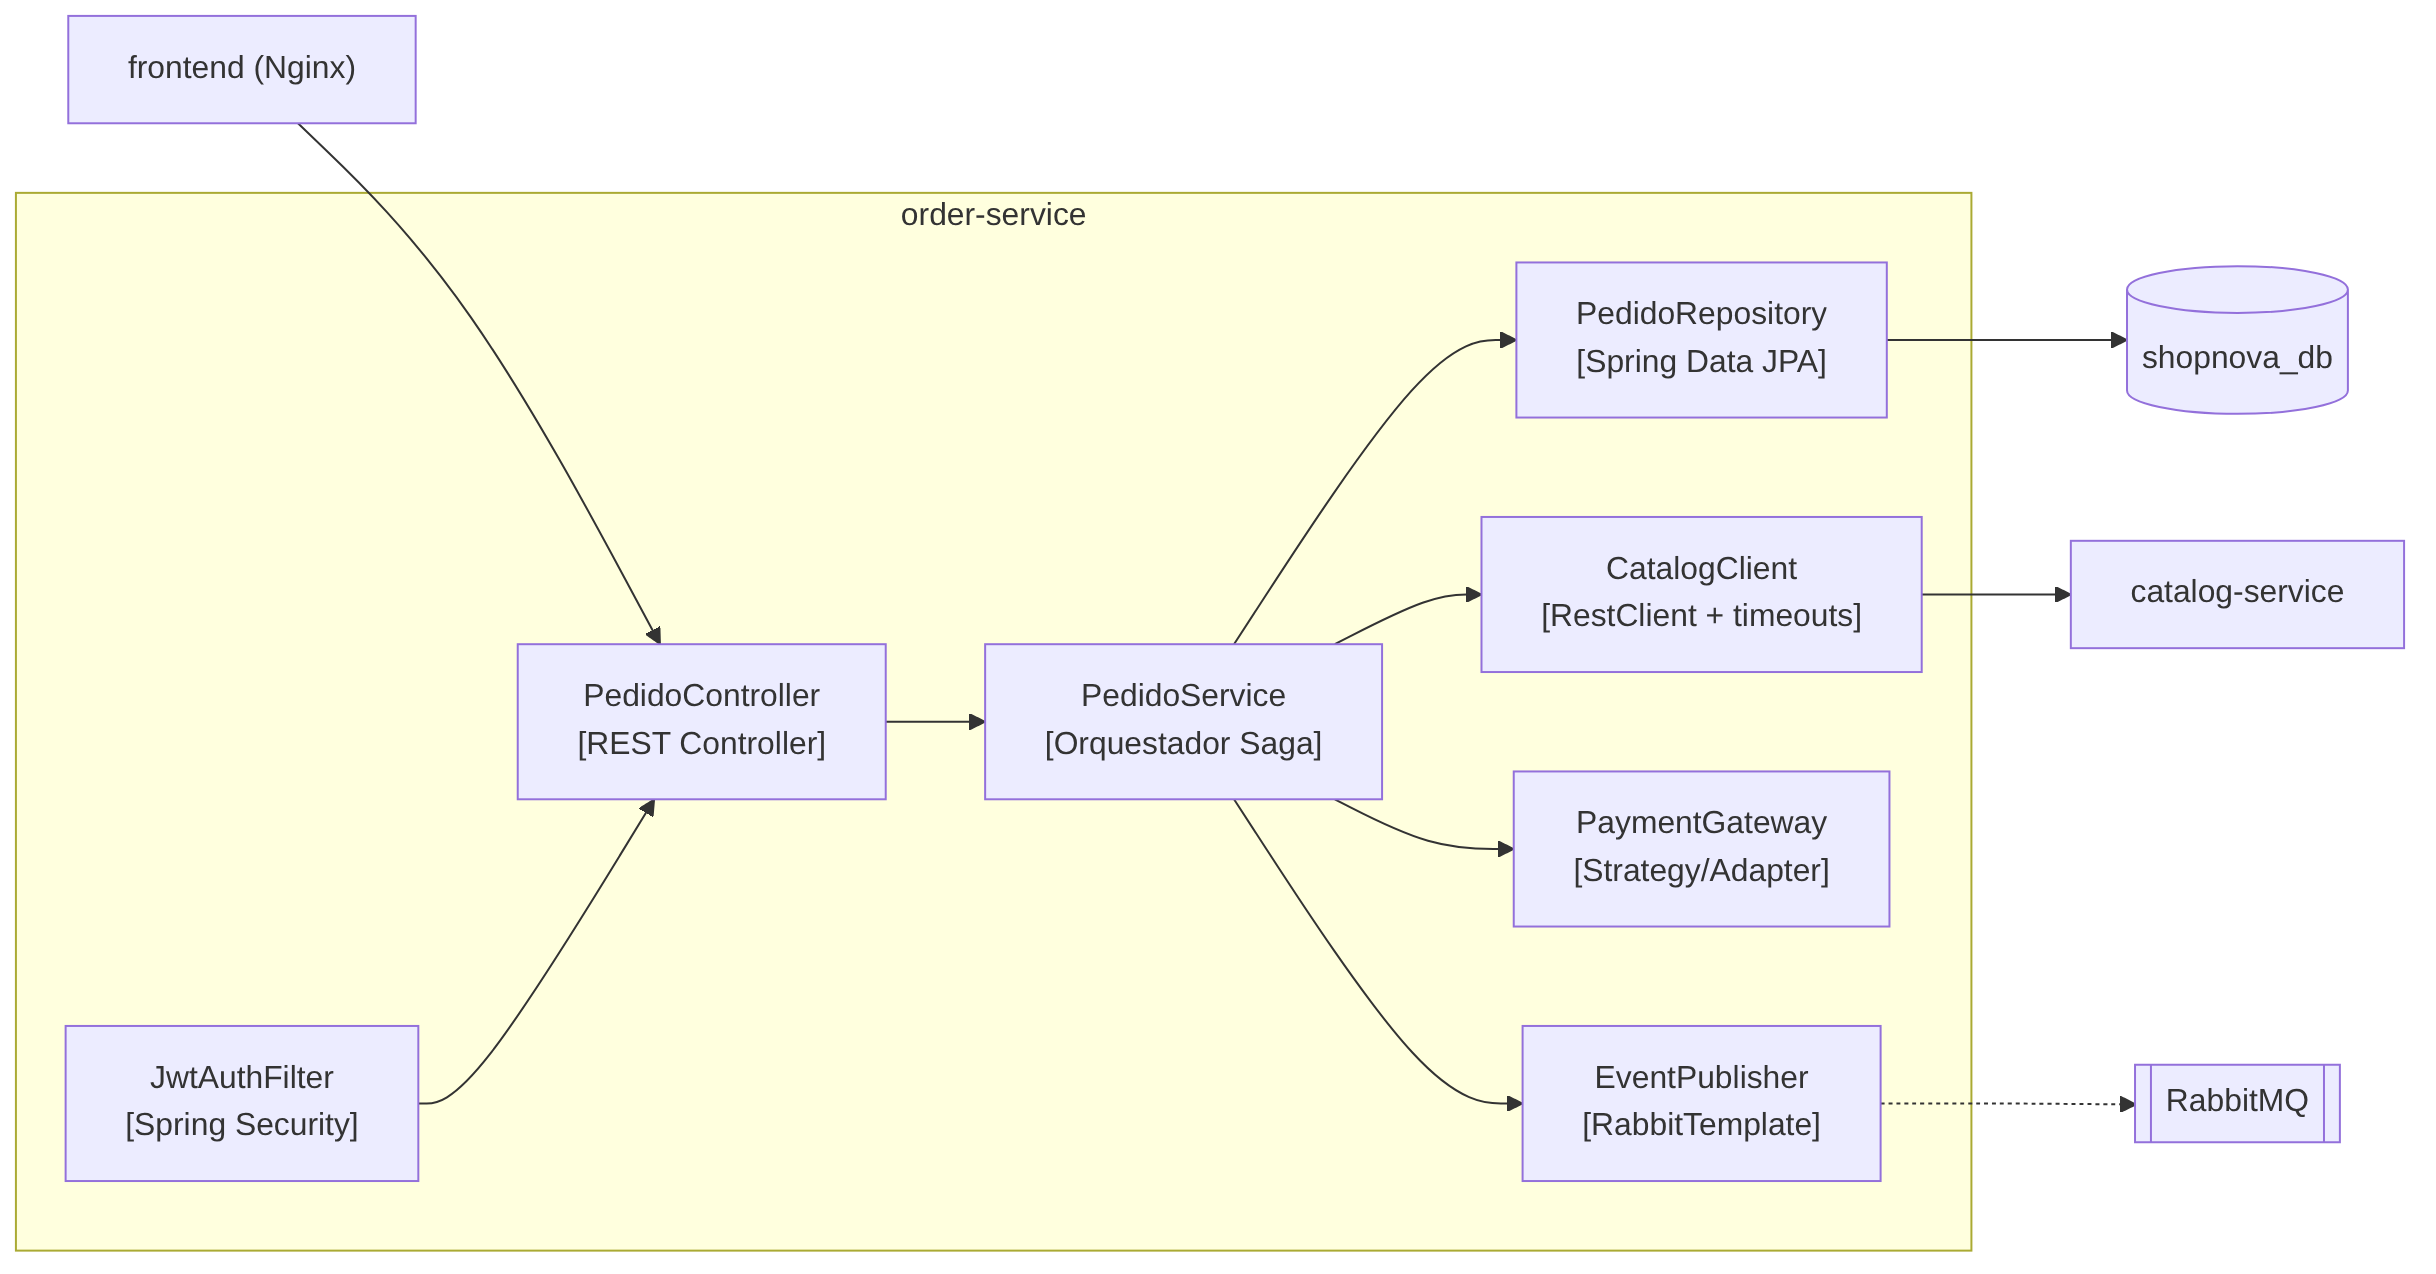 frontend (Nginx)
order-service
PedidoRepository
[Spring Data JPA]
shopnova_db
CatalogClient
[RestClient + timeouts]
catalog-service
PedidoController
[REST Controller]
PedidoService
[Orquestador Saga]
PaymentGateway
[Strategy/Adapter]
JwtAuthFilter
[Spring Security]
EventPublisher
[RabbitTemplate]
RabbitMQ